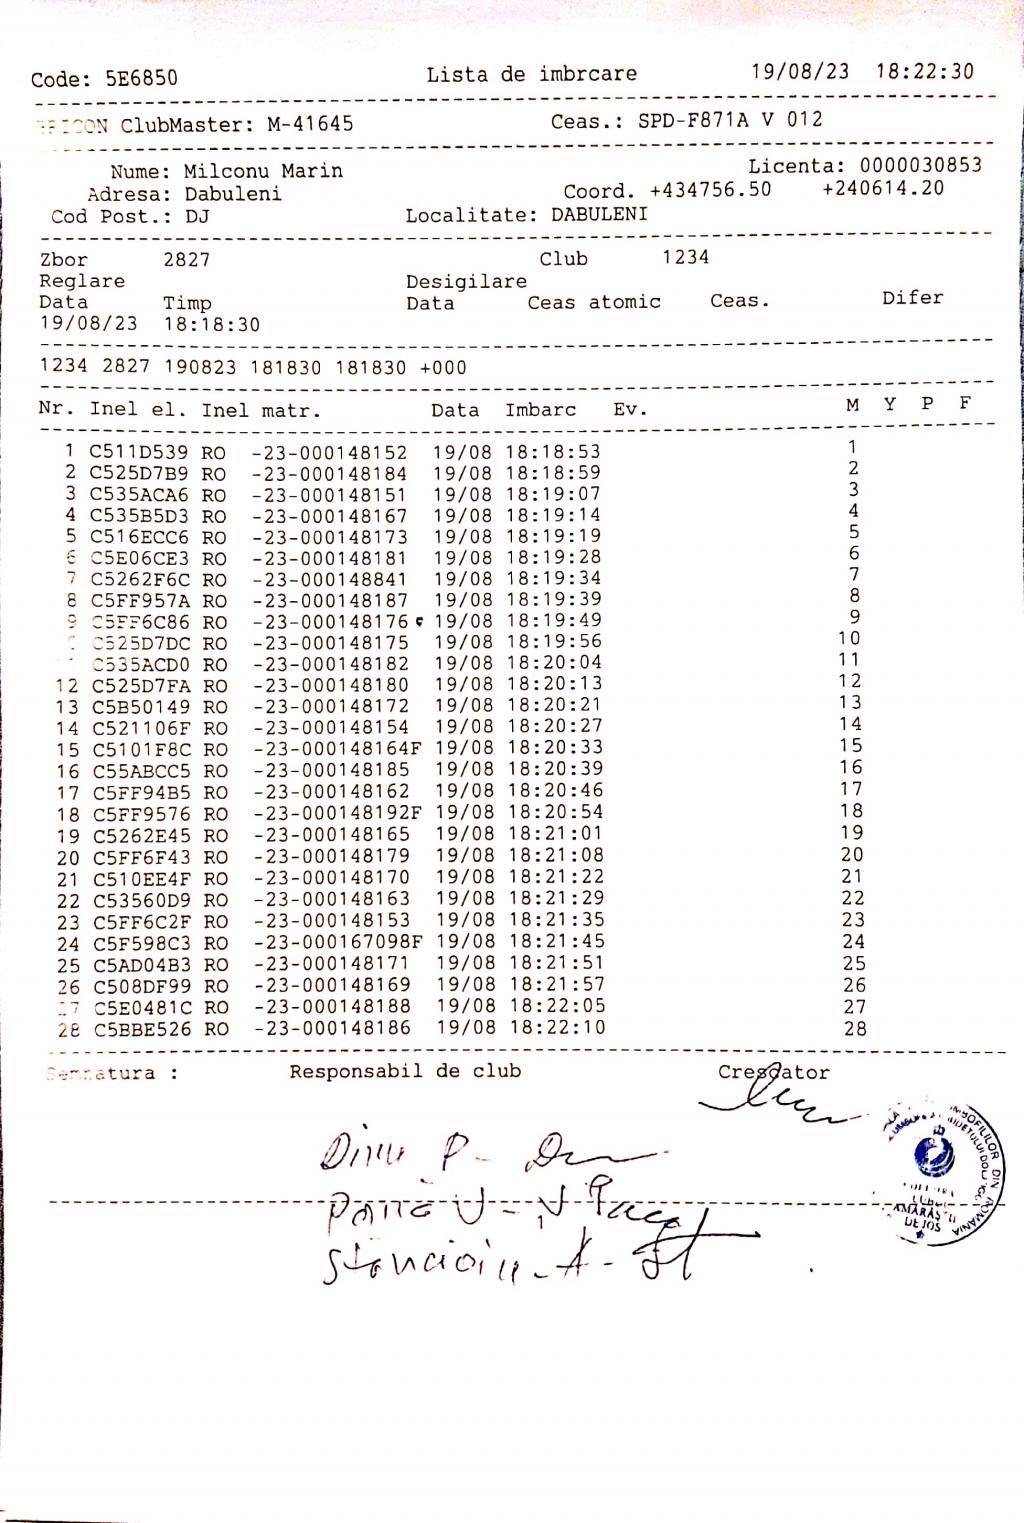 Code: 5E6850 Lista de imbrcare 19/08/23 18:22:30
ClubMaster: M-41645 Ceas.: SPD-F871A V 012
Nume: Milconu Marin Licenta: 0000030853
Adresa: Dabuleni Coord. +434756.50 +240614.20
Cod Post.: DJ Localitate: DABULENI
Zbor 2827 Club 1234
Reglare Desigilare
Data Timp Data Ceas atomic Ceas. Difer
19/08/23 18:18:30
1234 2827 190823 181830 181830 +000
Nr. Inel el. Inel matr. Data Imbarc Ev. M Y P F
1 C511D539 RO -23-000148152 19/08 18:18:53 1
2 C525D7B9 RO -23-000148184 19/08 18:18:59 2
3 C535ACA6 RO -23-000148151 19/08 18:19:07 3
4 C535B5D3 RO -23-000148167 19/08 18:19:14 4
5 C516ECC6 RO -23-000148173 19/08 18:19:19 5
6 C5E06CE3 RO -23-000148181 19/08 18:19:28 6
7 C5262F6C RO -23-000148841 19/08 18:19:34 7
8 C5FF957A RO -23-000148187 19/08 18:19:39 8
9 C5FF6C86 RO -23-000148176 19/08 18:19:49 9
C525D7DC RO -23-000148175 19/08 18:19:56 10
C535ACD0 RO -23-000148182 19/08 18:20:04 11
12 C525D7FA RO -23-000148180 19/08 18:20:13 12
13 C5B50149 RO -23-000148172 19/08 18:20:21 13
14 C521106F RO -23-000148154 19/08 18:20:27 14
15 C5101F8C RO -23-000148164F 19/08 18:20:33 15
16 C55ABCC5 RO -23-000148185 19/08 18:20:39 16
17 C5FF94B5 RO -23-000148162 19/08 18:20:46 17
18 C5FF9576 RO -23-000148192F 19/08 18:20:54 18
19 C5262E45 RO -23-000148165 19/08 18:21:01 19
20 C5FF6F43 RO -23-000148179 19/08 18:21:08 20
21 C510EE4F RO -23-000148170 19/08 18:21:22 21
22 C53560D9 RO -23-000148163 19/08 18:21:29 22
23 C5FF6C2F RO -23-000148153 19/08 18:21:35 23
24 C5F598C3 RO -23-000167098F 19/08 18:21:45 24
25 C5AD04B3 RO -23-000148171 19/08 18:21:51 25
26 C508DF99 RO -23-000148169 19/08 18:21:57 26
27 C5E0481C RO -23-000148188 19/08 18:22:05 27
28 C5BBE526 RO -23-000148186 19/08 18:22:10 28
Semnatura : Responsabil de club Crescator
Dinu P -
DIN ROMANIA
DE JOS